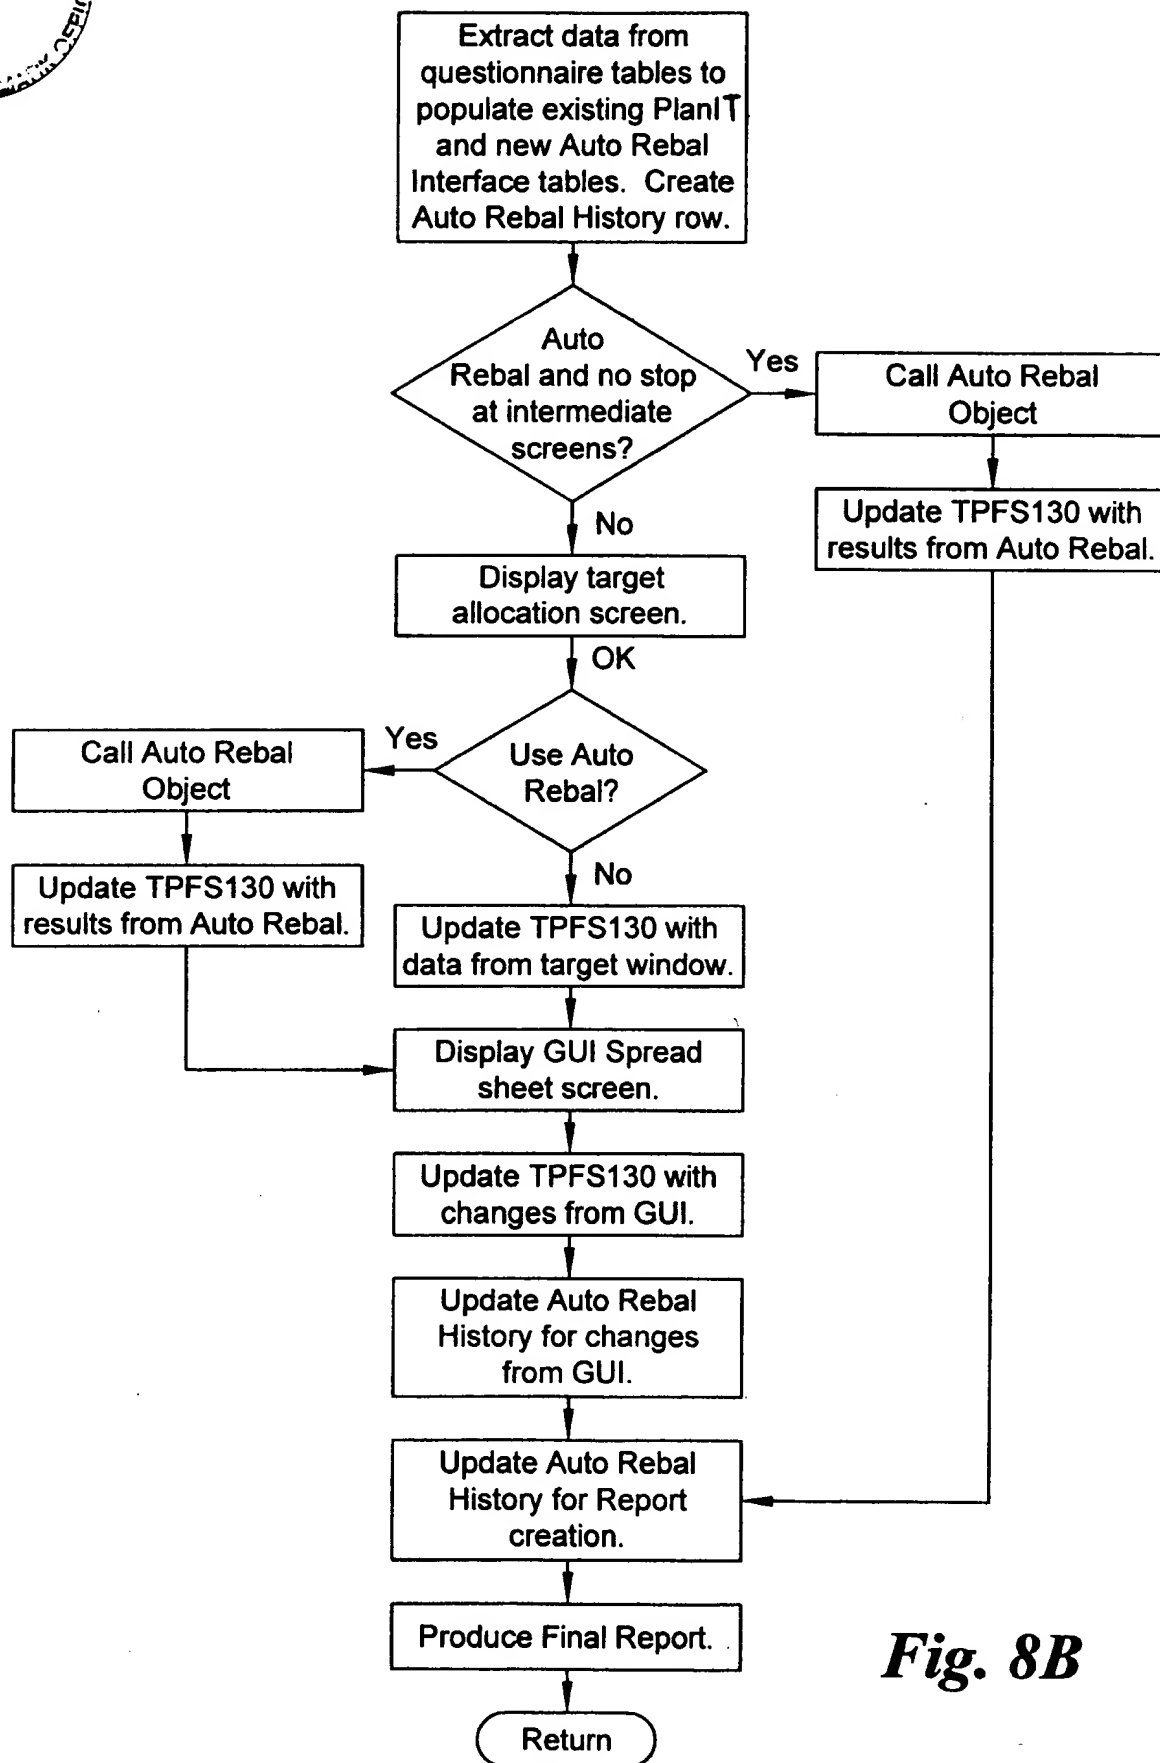 Extract data from
questionnaire tables to
populate existing PlanIT
and new Auto Rebal
Interface tables. Create
Auto Rebal History row.
Auto
Rebal and no stop
at intermediate
screens?
Yes
Call Auto Rebal
Object
Update TPFS130 with
results from Auto Rebal.
No
Display target
allocation screen.
OK
Use Auto
Rebal?
Yes
Call Auto Rebal
Object
Update TPFS130 with
results from Auto Rebal.
No
Update TPFS130 with
data from target window.
Display GUI Spread
sheet screen.
Update TPFS130 with
changes from GUI.
Update Auto Rebal
History for changes
from GUI.
Update Auto Rebal
History for Report
creation.
Produce Final Report.
Return
Fig. 8B